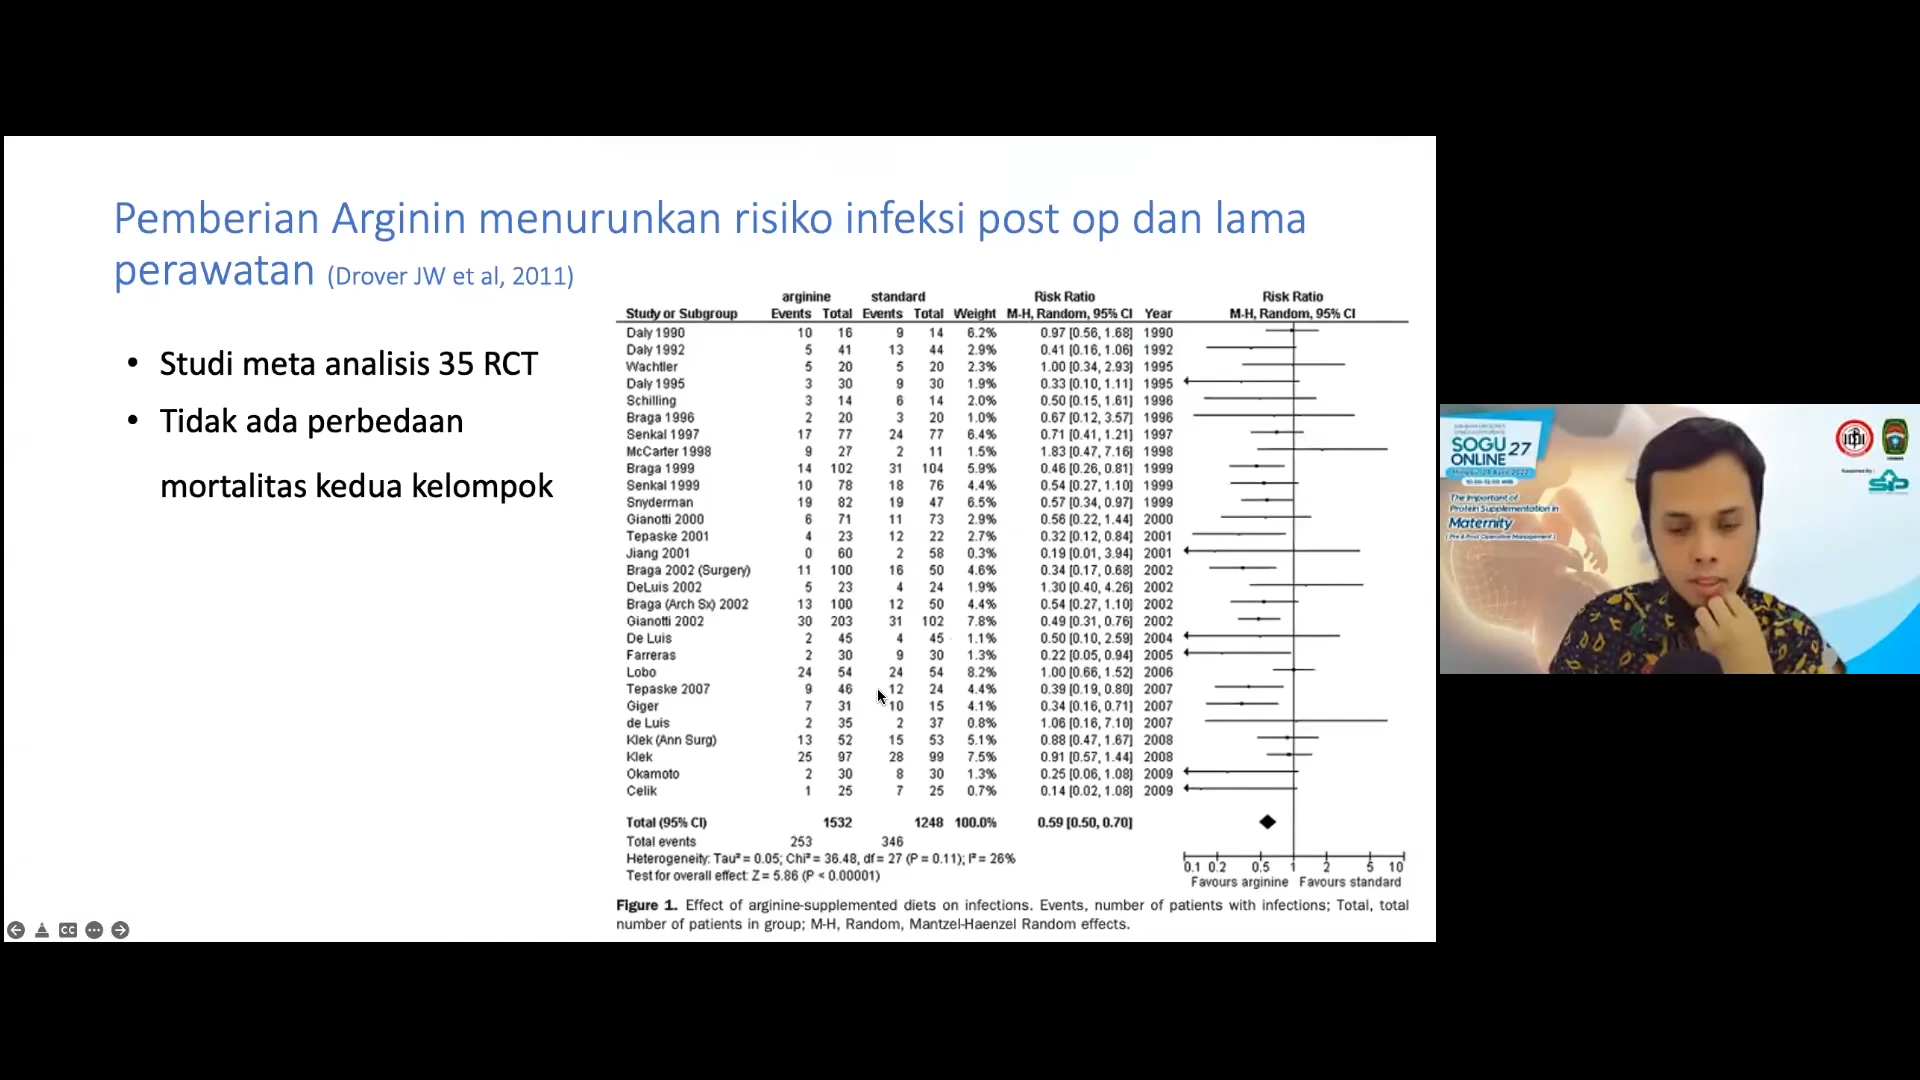 Pemberian Arginin menurunkan risiko infeksi post op dan lama
perawatan (Drover JW et al, 2011)
• Studi meta analisis 35 RCT
• Tidak ada perbedaan
mortalitas kedua kelompok
arginine standard Risk Ratio Risk Ratio
Study or Subgroup Events Total Events Total Weight M-H, Random, 95% CI Year M-H, Random, 95% CI
Daly 1990 10 16 9 14 6.2% 0.97 [0.56, 1.68] 1990
Daly 1992 5 41 13 44 2.9% 0.41 [0.16, 1.06] 1992
Wachtler 5 20 5 20 2.3% 1.00 [0.34, 2.93] 1995
Daly 1995 3 30 9 30 1.9% 0.33 [0.10, 1.11] 1995
Schilling 3 14 6 14 2.0% 0.50 [0.15, 1.61] 1996
Braga 1996 2 20 3 20 1.0% 0.67 [0.12, 3.57] 1996
Senkal 1997 17 77 24 77 6.4% 0.71 [0.41, 1.21] 1997
McCarter 1998 9 27 2 11 1.5% 1.83 [0.47, 7.16] 1998
Braga 1999 14 102 31 104 5.9% 0.46 [0.26, 0.81] 1999
Senkal 1999 10 78 18 76 4.4% 0.54 [0.27, 1.10] 1999
Snyderman 19 82 19 47 6.5% 0.57 [0.34, 0.97] 1999
Gianotti 2000 6 71 11 73 2.9% 0.56 [0.22, 1.44] 2000
Tepaske 2001 4 23 12 22 2.7% 0.32 [0.12, 0.84] 2001
Jiang 2001 0 60 2 58 0.3% 0.19 [0.01, 3.94] 2001
Braga 2002 (Surgery) 11 100 16 50 4.6% 0.34 [0.17, 0.68] 2002
DeLuis 2002 5 23 4 24 1.9% 1.30 [0.40, 4.26] 2002
Braga (Arch Sx) 2002 13 100 12 50 4.4% 0.54 [0.27, 1.10] 2002
Gianotti 2002 30 203 31 102 7.8% 0.49 [0.31, 0.76] 2002
De Luis 2 45 4 45 1.1% 0.50 [0.10, 2.59] 2004
Farreras 2 30 9 30 1.3% 0.22 [0.05, 0.94] 2005
Lobo 24 54 24 54 8.2% 1.00 [0.66, 1.52] 2006
Tepaske 2007 9 46 12 24 4.4% 0.39 [0.19, 0.80] 2007
Giger 7 31 10 15 4.1% 0.34 [0.16, 0.71] 2007
de Luis 2 35 2 37 0.8% 1.06 [0.16, 7.10] 2007
Klek (Ann Surg) 13 52 15 53 5.1% 0.88 [0.47, 1.67] 2008
Klek 25 97 28 99 7.5% 0.91 [0.57, 1.44] 2008
Okamoto 2 30 8 30 1.3% 0.25 [0.06, 1.08] 2009
Celik 1 25 7 25 0.7% 0.14 [0.02, 1.08] 2009
Total (95% CI) 1532 1248 100.0% 0.59 [0.50, 0.70]
Total events 253 346
Heterogeneity: Tau² = 0.05; Chi² = 36.48, df = 27 (P = 0.11); I² = 26%
Test for overall effect: Z = 5.86 (P < 0.00001)
0.1 0.2 0.5 1 2 5 10
Favours arginine Favours standard
Figure 1. Effect of arginine-supplemented diets on infections. Events, number of patients with infections; Total, total
number of patients in group; M-H, Random, Mantzel-Haenzel Random effects.
CC
SOGU 27
ONLINE
10.00-12.00 WIB
The Important of
Protein Supplementation in
Maternity
( Pre & Post Operative Management )
Supported by :